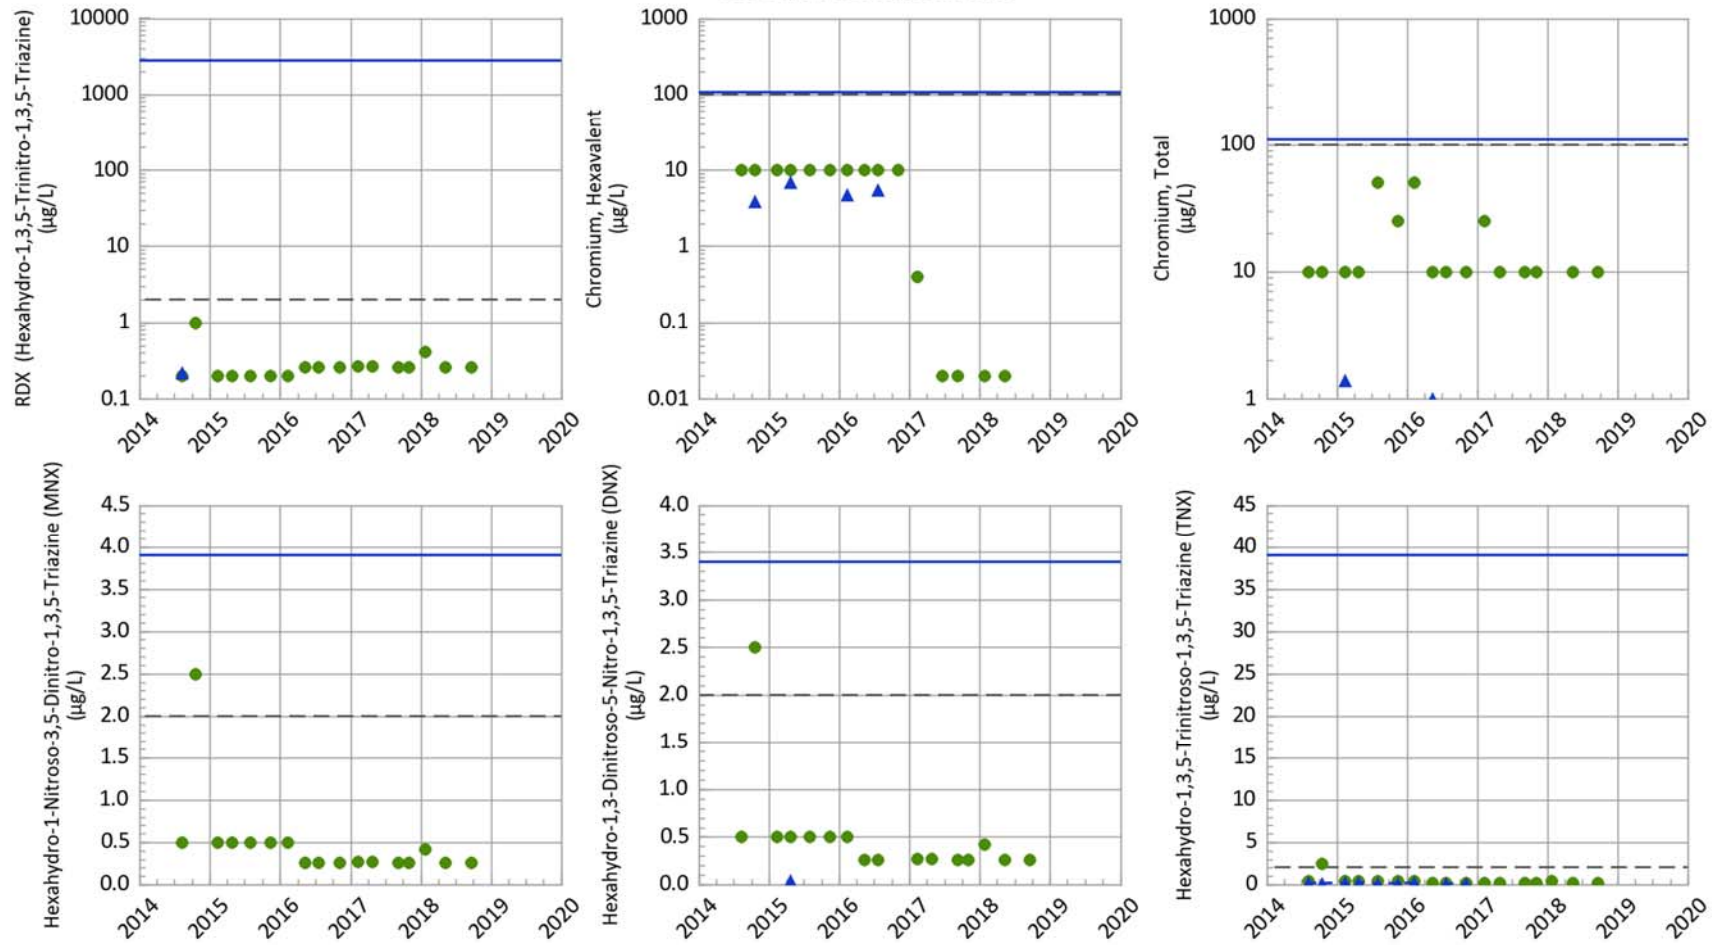 RDX (Hexahydro-1,3,5-Trinitro-1,3,5-Triazine)
(µg/L)
10000
1000
100
10
1
0.1
2014 2015 2016 2017 2018 2019 2020
Chromium, Hexavalent
(µg/L)
1000
100
10
1
0.1
0.01
2014 2015 2016 2017 2018 2019 2020
Chromium, Total
(µg/L)
1000
100
10
1
2014 2015 2016 2017 2018 2019 2020
Hexahydro-1-Nitroso-3,5-Dinitro-1,3,5-Triazine (MNX)
(µg/L)
4.5
4.0
3.5
3.0
2.5
2.0
1.5
1.0
0.5
0.0
2014 2015 2016 2017 2018 2019 2020
Hexahydro-1,3-Dinitroso-5-Nitro-1,3,5-Triazine (DNX)
(µg/L)
4.0
3.5
3.0
2.5
2.0
1.5
1.0
0.5
0.0
2014 2015 2016 2017 2018 2019 2020
Hexahydro-1,3,5-Trinitroso-1,3,5-Triazine (TNX)
(µg/L)
45
40
35
30
25
20
15
10
5
0
2014 2015 2016 2017 2018 2019 2020